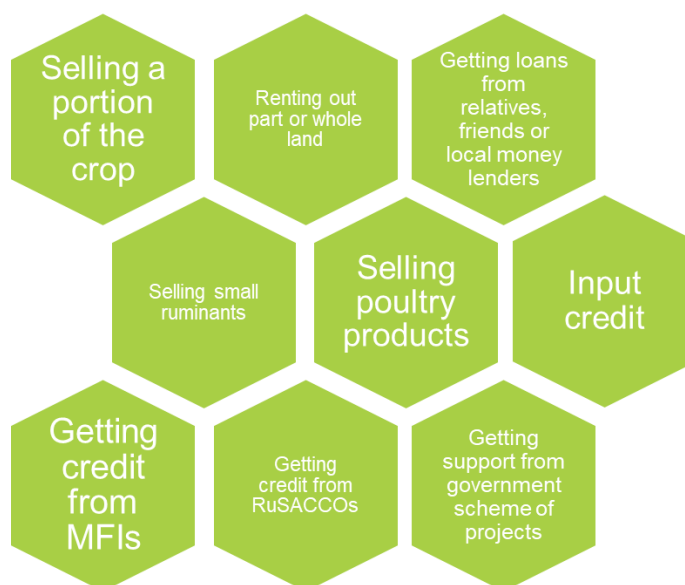 Selling a
portion
of the
crop
Renting out
part or whole
land
Getting loans
from
relatives,
friends or
local money
lenders
Selling small
ruminants
Selling
poultry
products
Input
credit
Getting
credit
from
MFIs
Getting
credit from
RuSACCOs
Getting
support from
government
scheme of
projects